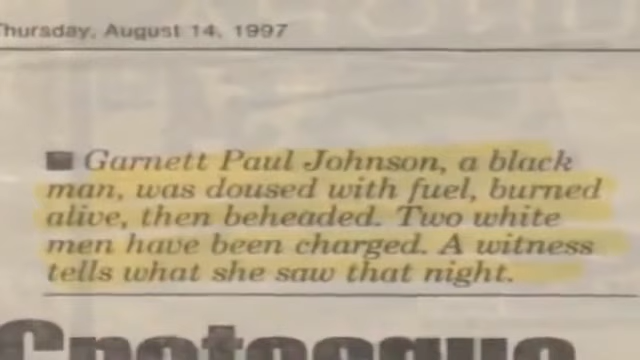 Thursday, August 14, 1997
■ Garnett Paul Johnson, a black
man, was doused with fuel, burned
alive, then beheaded. Two white
men have been charged. A witness
tells what she saw that night.